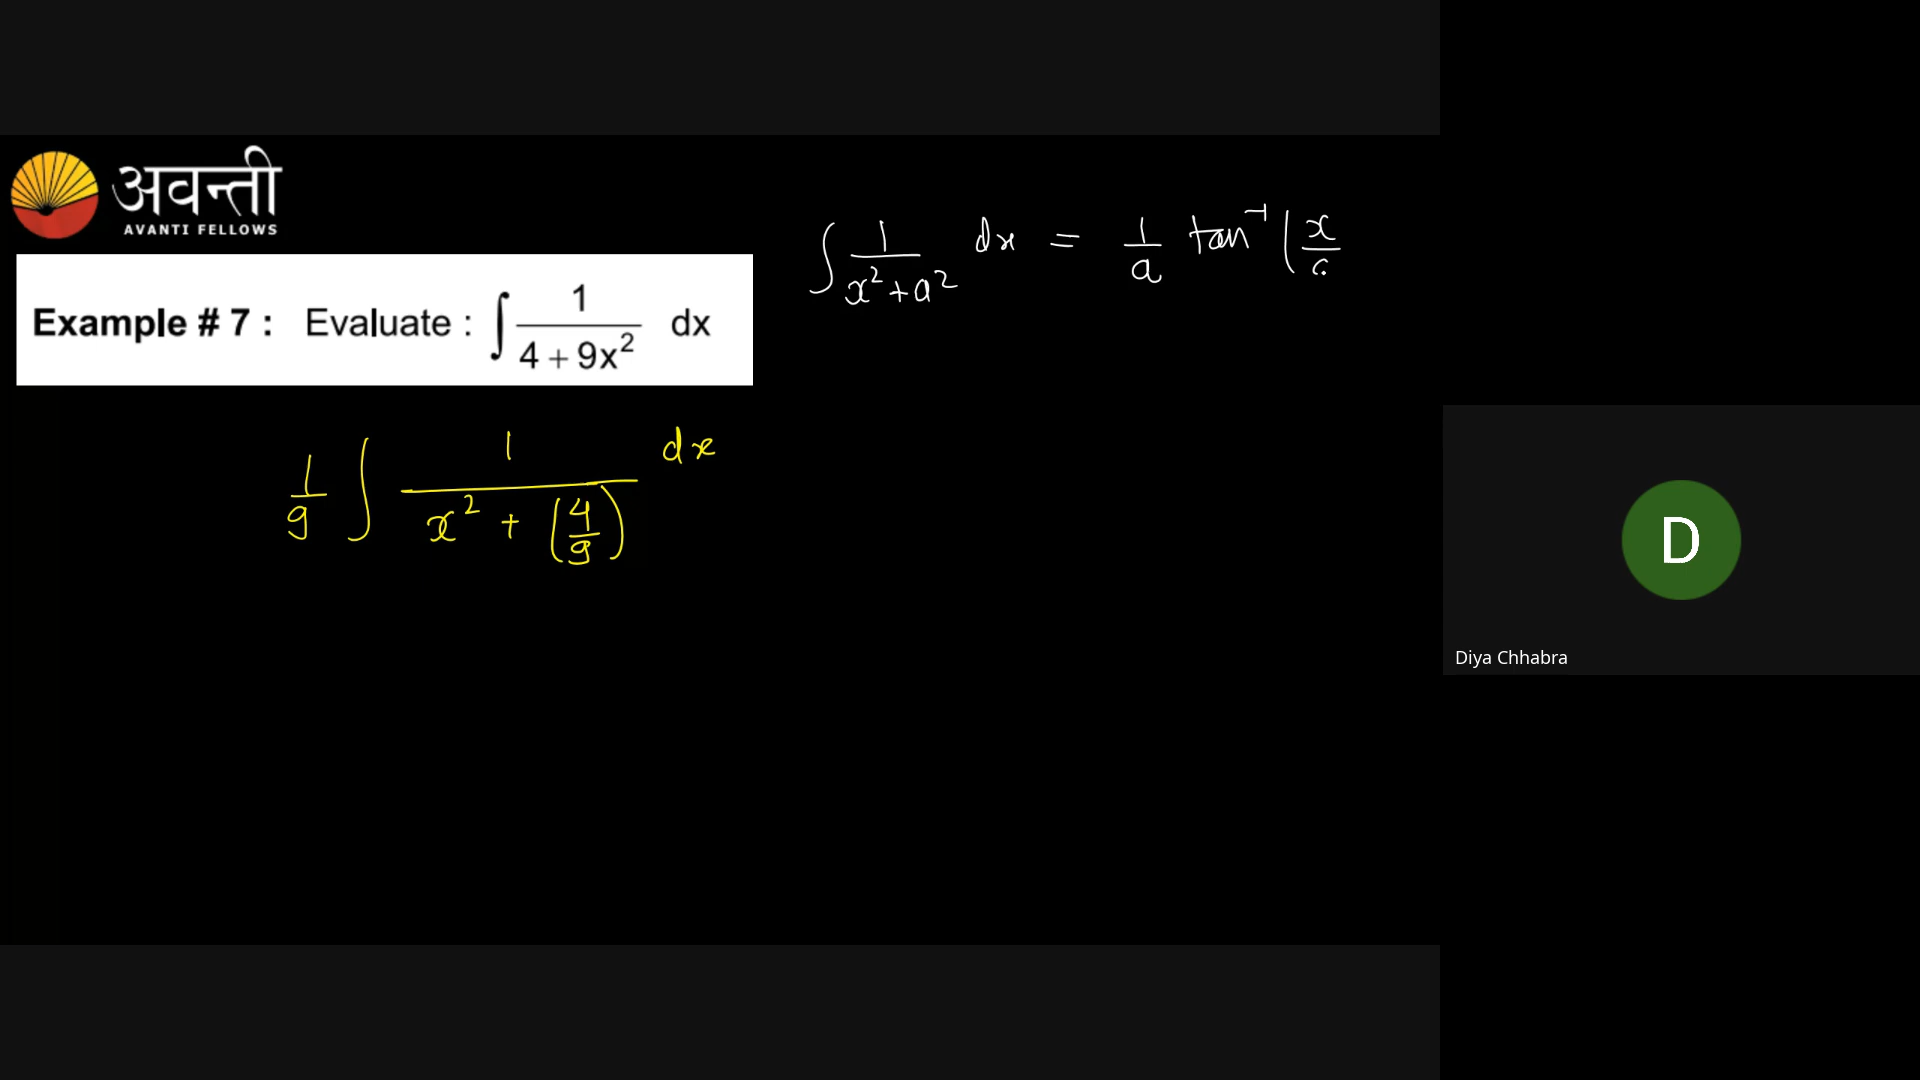 अवन्ती
AVANTI FELLOWS
Example # 7 : Evaluate : ∫ 1/(4 + 9x²) dx
∫ 1/(x² + a²) dx = 1/a tan⁻¹ (x/
1/9 ∫ 1/(x² + (4/9)) dx
D
Diya Chhabra